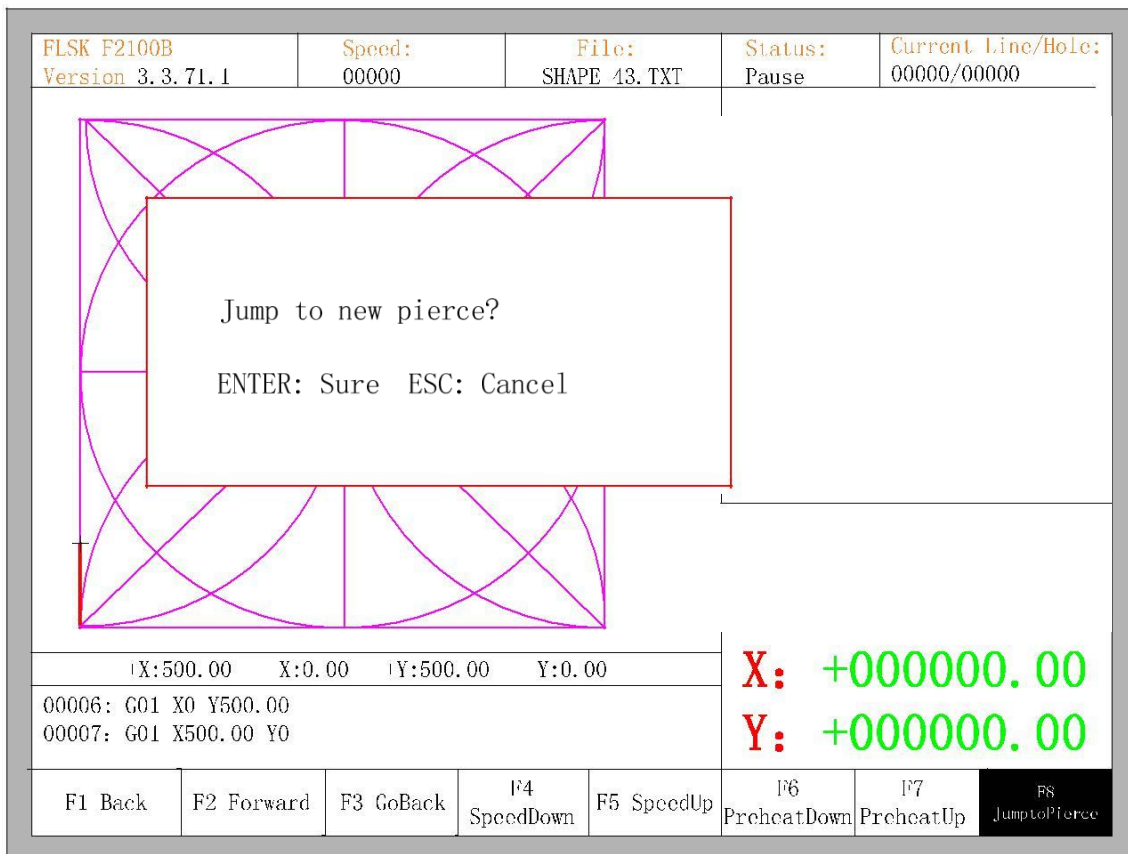 FLSK F2100B
Version 3.3.71.1
Speed:
00000
File:
SHAPE 43.TXT
Status:
Pause
Current Line/Hole:
00000/00000
Jump to new pierce?
ENTER: Sure ESC: Cancel
X:500.00 X:0.00 Y:500.00 Y:0.00
00006: G01 X0 Y500.00
00007: G01 X500.00 Y0
X: +000000.00
Y: +000000.00
F1 Back
F2 Forward
F3 GoBack
F4
SpeedDown
F5 SpeedUp
F6
PreheatDown
F7
PreheatUp
F8
JumptoPierce